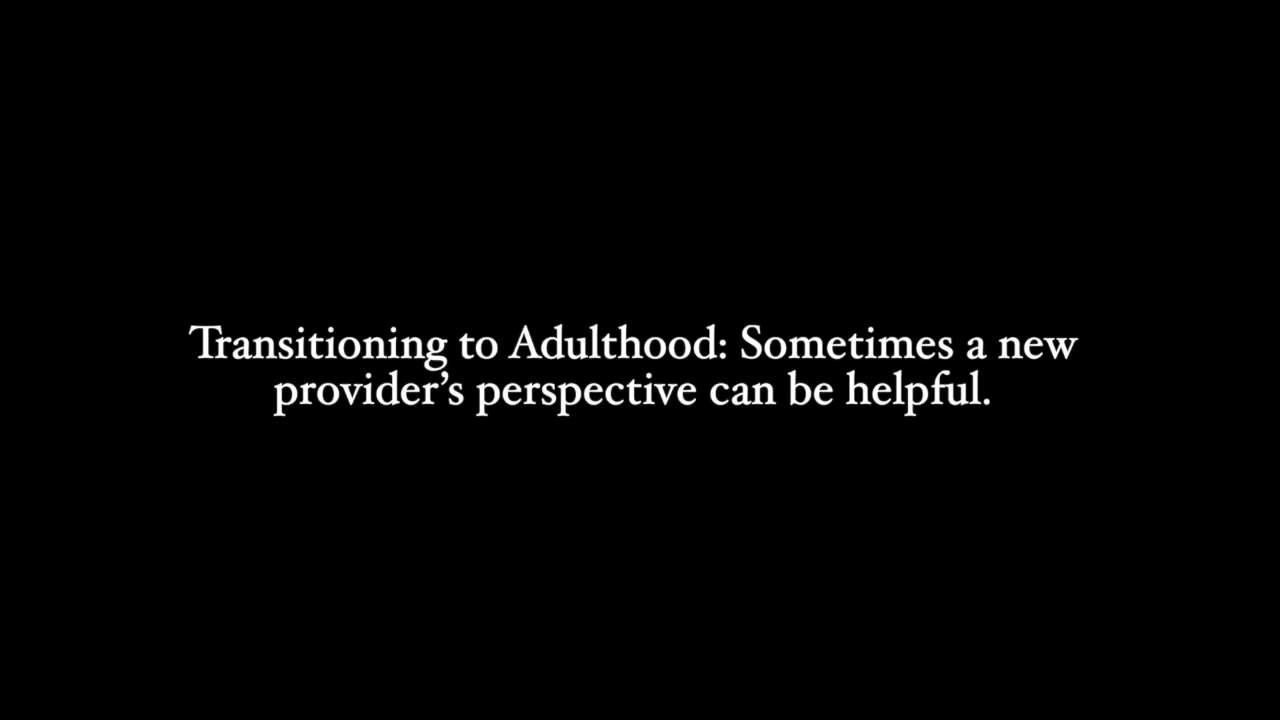 Transitioning to Adulthood: Sometimes a new
provider’s perspective can be helpful.